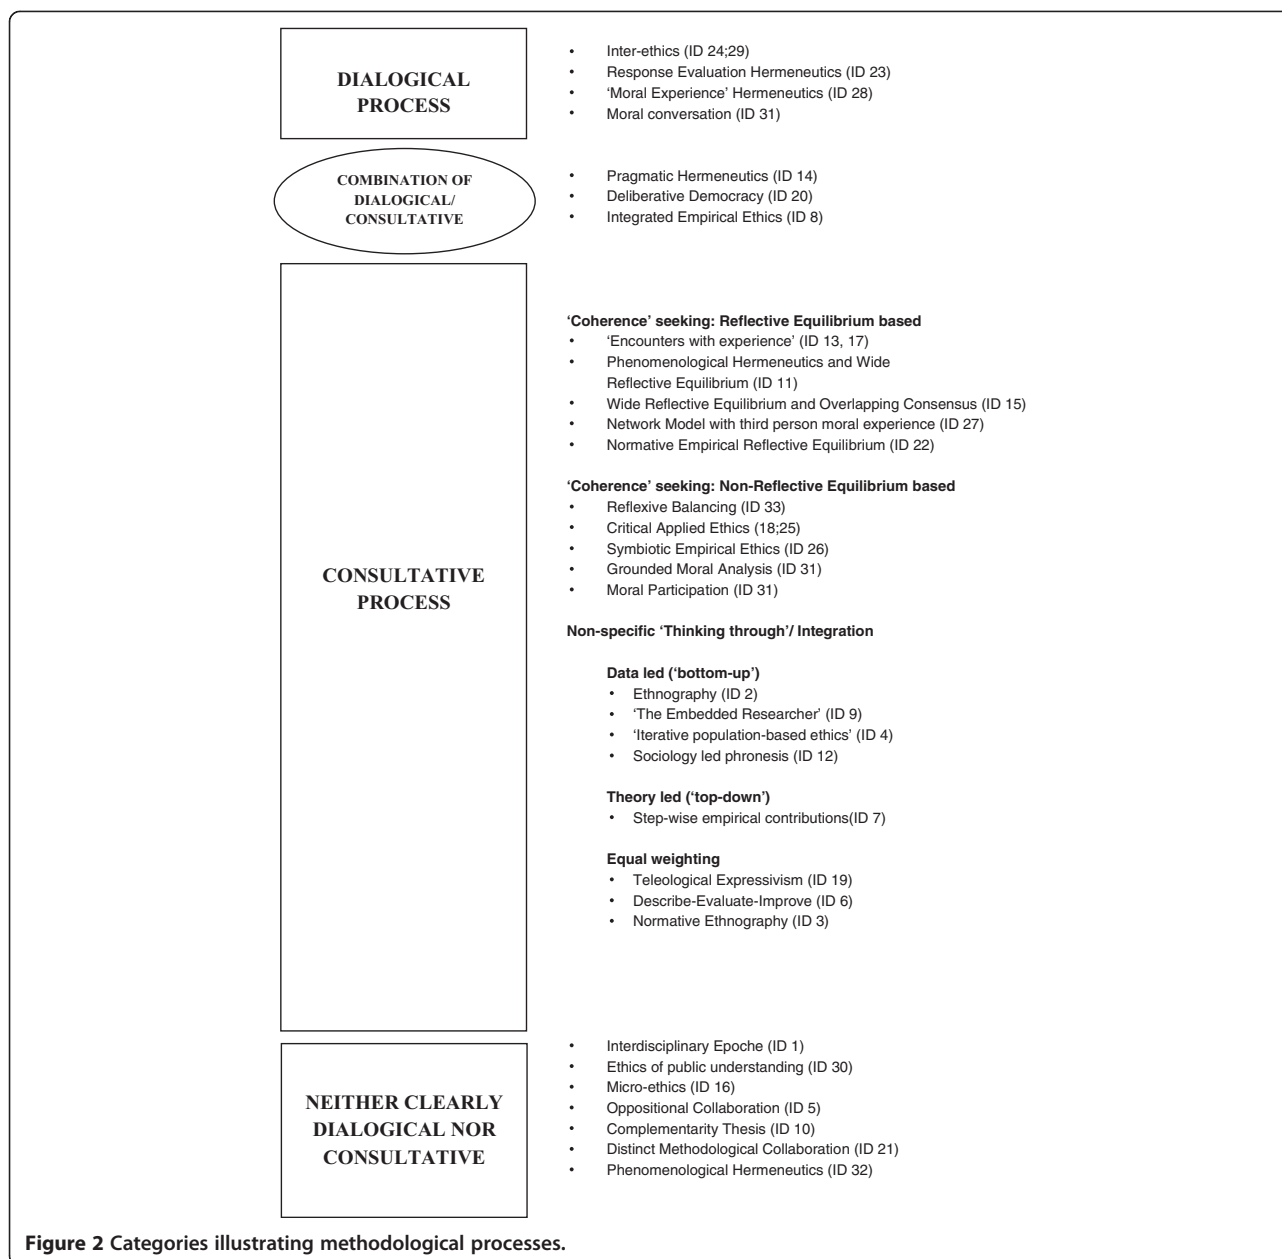 DIALOGICAL
PROCESS
• Inter-ethics (ID 24;29)
• Response Evaluation Hermeneutics (ID 23)
• ‘Moral Experience’ Hermeneutics (ID 28)
• Moral conversation (ID 31)
COMBINATION OF
DIALOGICAL/
CONSULTATIVE
• Pragmatic Hermeneutics (ID 14)
• Deliberative Democracy (ID 20)
• Integrated Empirical Ethics (ID 8)
CONSULTATIVE
PROCESS
‘Coherence’ seeking: Reflective Equilibrium based
• ‘Encounters with experience’ (ID 13, 17)
• Phenomenological Hermeneutics and Wide
Reflective Equilibrium (ID 11)
• Wide Reflective Equilibrium and Overlapping Consensus (ID 15)
• Network Model with third person moral experience (ID 27)
• Normative Empirical Reflective Equilibrium (ID 22)
‘Coherence’ seeking: Non-Reflective Equilibrium based
• Reflexive Balancing (ID 33)
• Critical Applied Ethics (18;25)
• Symbiotic Empirical Ethics (ID 26)
• Grounded Moral Analysis (ID 31)
• Moral Participation (ID 31)
Non-specific ‘Thinking through’/ Integration
Data led (‘bottom-up’)
• Ethnography (ID 2)
• ‘The Embedded Researcher’ (ID 9)
• ‘Iterative population-based ethics’ (ID 4)
• Sociology led phronesis (ID 12)
Theory led (‘top-down’)
• Step-wise empirical contributions(ID 7)
Equal weighting
• Teleological Expressivism (ID 19)
• Describe-Evaluate-Improve (ID 6)
• Normative Ethnography (ID 3)
NEITHER CLEARLY
DIALOGICAL NOR
CONSULTATIVE
• Interdisciplinary Epoche (ID 1)
• Ethics of public understanding (ID 30)
• Micro-ethics (ID 16)
• Oppositional Collaboration (ID 5)
• Complementarity Thesis (ID 10)
• Distinct Methodological Collaboration (ID 21)
• Phenomenological Hermeneutics (ID 32)
Figure 2 Categories illustrating methodological processes.